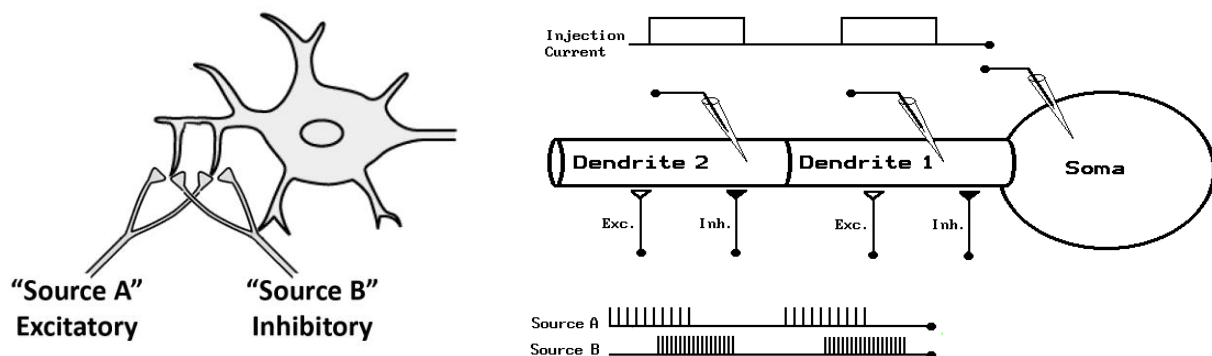 “Source A”
Excitatory
“Source B”
Inhibitory
Injection
Current
Dendrite 2
Dendrite 1
Soma
Exc.
Inh.
Exc.
Inh.
Source A
Source B